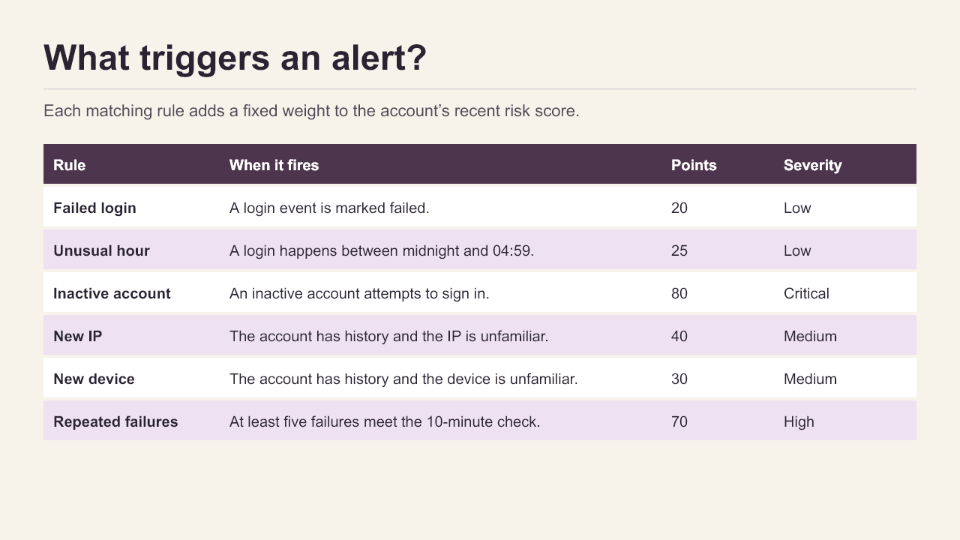 What triggers an alert?
Each matching rule adds a fixed weight to the account’s recent risk score.
Rule When it fires Points Severity
Failed login A login event is marked failed. 20 Low
Unusual hour A login happens between midnight and 04:59. 25 Low
Inactive account An inactive account attempts to sign in. 80 Critical
New IP The account has history and the IP is unfamiliar. 40 Medium
New device The account has history and the device is unfamiliar. 30 Medium
Repeated failures At least five failures meet the 10-minute check. 70 High